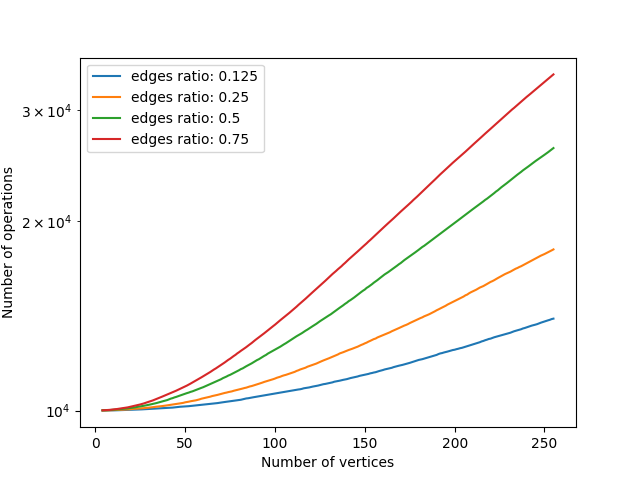 edges ratio: 0.125
edges ratio: 0.25
edges ratio: 0.5
edges ratio: 0.75
3 × 10⁴
2 × 10⁴
10⁴
Number of operations
0 50 100 150 200 250
Number of vertices